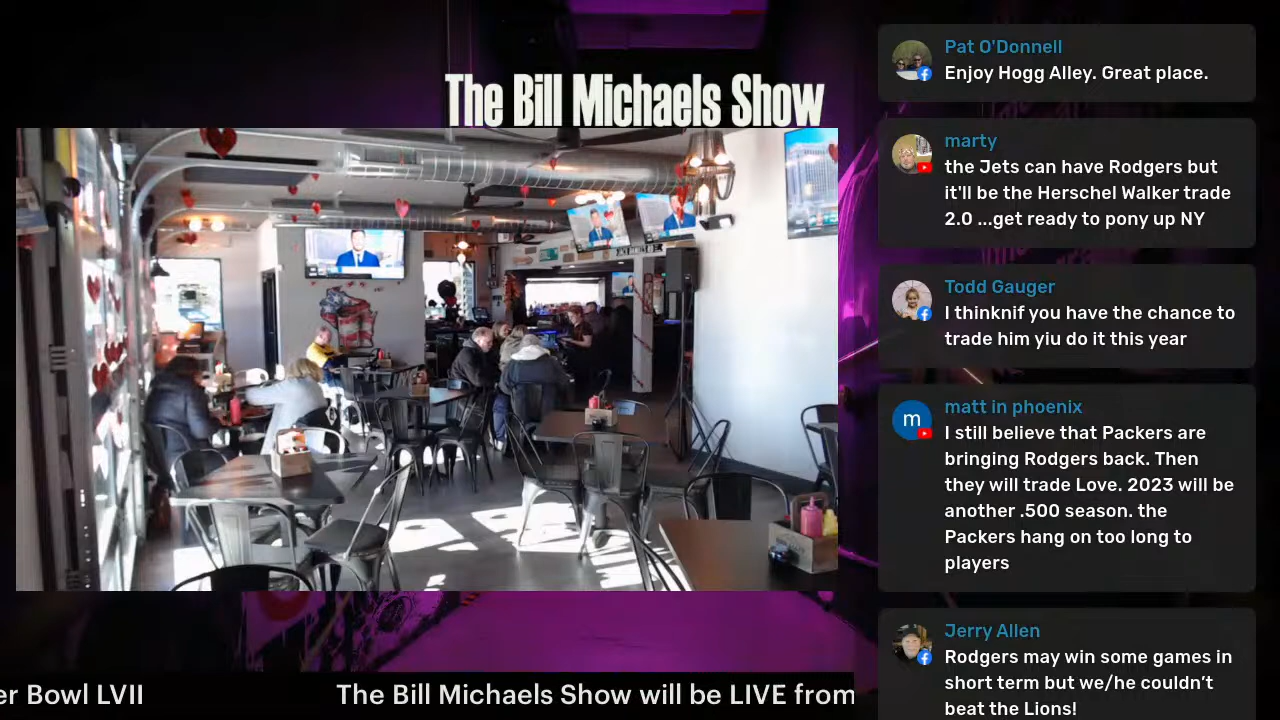 The Bill Michaels Show
Pat O'Donnell
Enjoy Hogg Alley. Great place.
marty
the Jets can have Rodgers but
it'll be the Herschel Walker trade
2.0 ...get ready to pony up NY
Todd Gauger
I thinknif you have the chance to
trade him yiu do it this year
m
matt in phoenix
I still believe that Packers are
bringing Rodgers back. Then
they will trade Love. 2023 will be
another .500 season. the
Packers hang on too long to
players
Jerry Allen
Rodgers may win some games in
short term but we/he couldn’t
beat the Lions!
er Bowl LVII
The Bill Michaels Show will be LIVE from